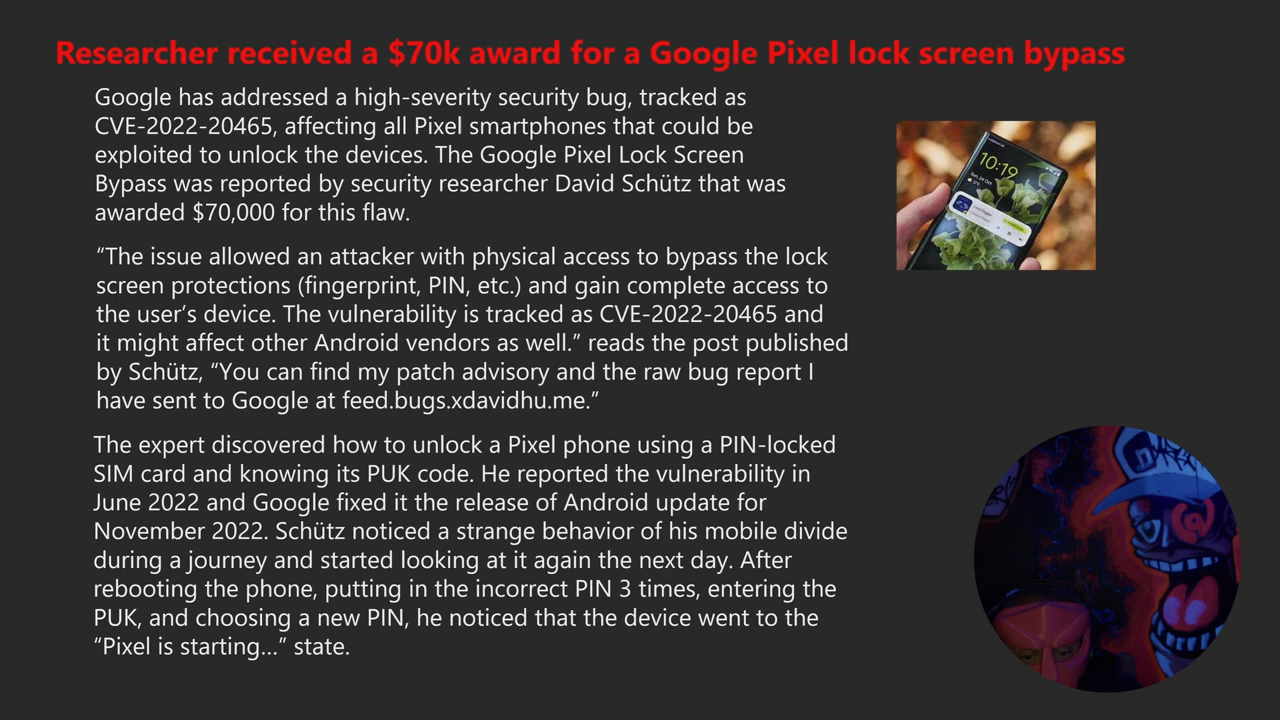 Researcher received a $70k award for a Google Pixel lock screen bypass
Google has addressed a high-severity security bug, tracked as
CVE-2022-20465, affecting all Pixel smartphones that could be
exploited to unlock the devices. The Google Pixel Lock Screen
Bypass was reported by security researcher David Schütz that was
awarded $70,000 for this flaw.
“The issue allowed an attacker with physical access to bypass the lock
screen protections (fingerprint, PIN, etc.) and gain complete access to
the user’s device. The vulnerability is tracked as CVE-2022-20465 and
it might affect other Android vendors as well.” reads the post published
by Schütz, “You can find my patch advisory and the raw bug report I
have sent to Google at feed.bugs.xdavidhu.me.”
The expert discovered how to unlock a Pixel phone using a PIN-locked
SIM card and knowing its PUK code. He reported the vulnerability in
June 2022 and Google fixed it the release of Android update for
November 2022. Schütz noticed a strange behavior of his mobile divide
during a journey and started looking at it again the next day. After
rebooting the phone, putting in the incorrect PIN 3 times, entering the
PUK, and choosing a new PIN, he noticed that the device went to the
“Pixel is starting…” state.
10:19